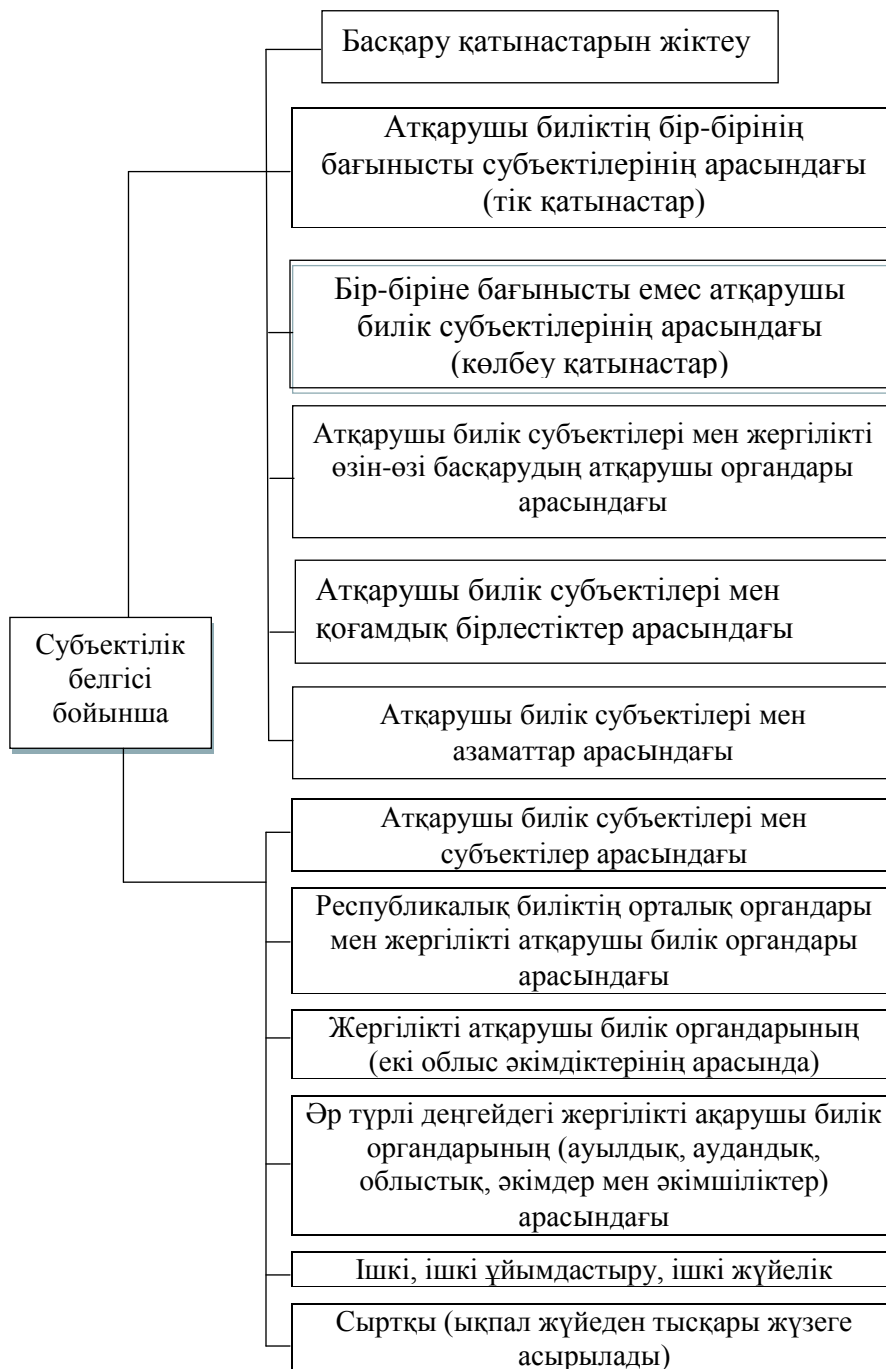 Басқару қатынастарын жіктеу
Атқарушы биліктің бір-бірінің
бағынысты субъектілерінің арасындағы
(тік қатынастар)
Бір-біріне бағынысты емес атқарушы
билік субъектілерінің арасындағы
(көлбеу қатынастар)
Атқарушы билік субъектілері мен жергілікті
өзін-өзі басқарудың атқарушы органдары
арасындағы
Атқарушы билік субъектілері мен
қоғамдық бірлестіктер арасындағы
Субъектілік
белгісі
бойынша
Атқарушы билік субъектілері мен
азаматтар арасындағы
Атқарушы билік субъектілері мен
субъектілер арасындағы
Республикалық биліктің орталық органдары
мен жергілікті атқарушы билік органдары
арасындағы
Жергілікті атқарушы билік органдарының
(екі облыс әкімдіктерінің арасында)
Әр түрлі деңгейдегі жергілікті ақарушы билік
органдарының (ауылдық, аудандық,
облыстық, әкімдер мен әкімшіліктер)
арасындағы
Ішкі, ішкі ұйымдастыру, ішкі жүйелік
Сыртқы (ықпал жүйеден тысқары жүзеге
асырылады)